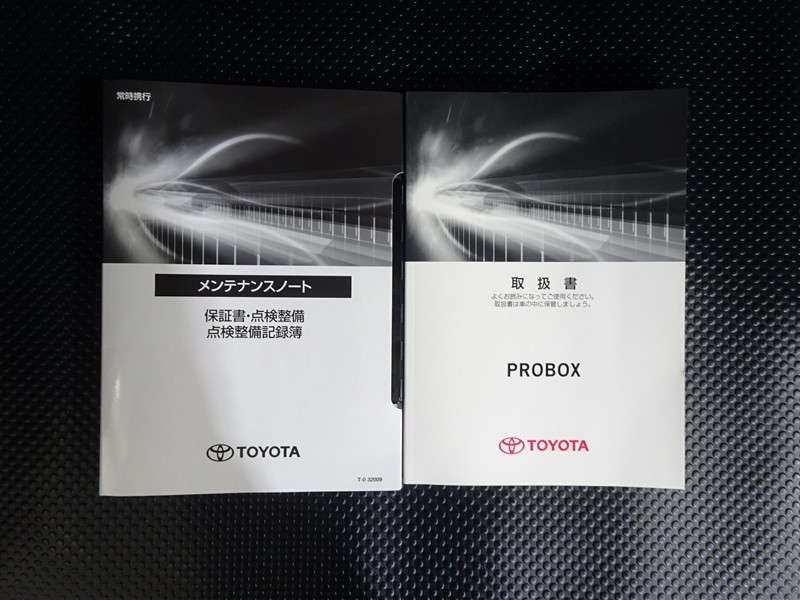 常時携行
メンテナンスノート
保証書・点検整備
点検整備記録簿
TOYOTA
T-0 32009
取扱書
よくお読みになってご使用ください。
取扱書は車の中に保管しましょう。
PROBOX
TOYOTA